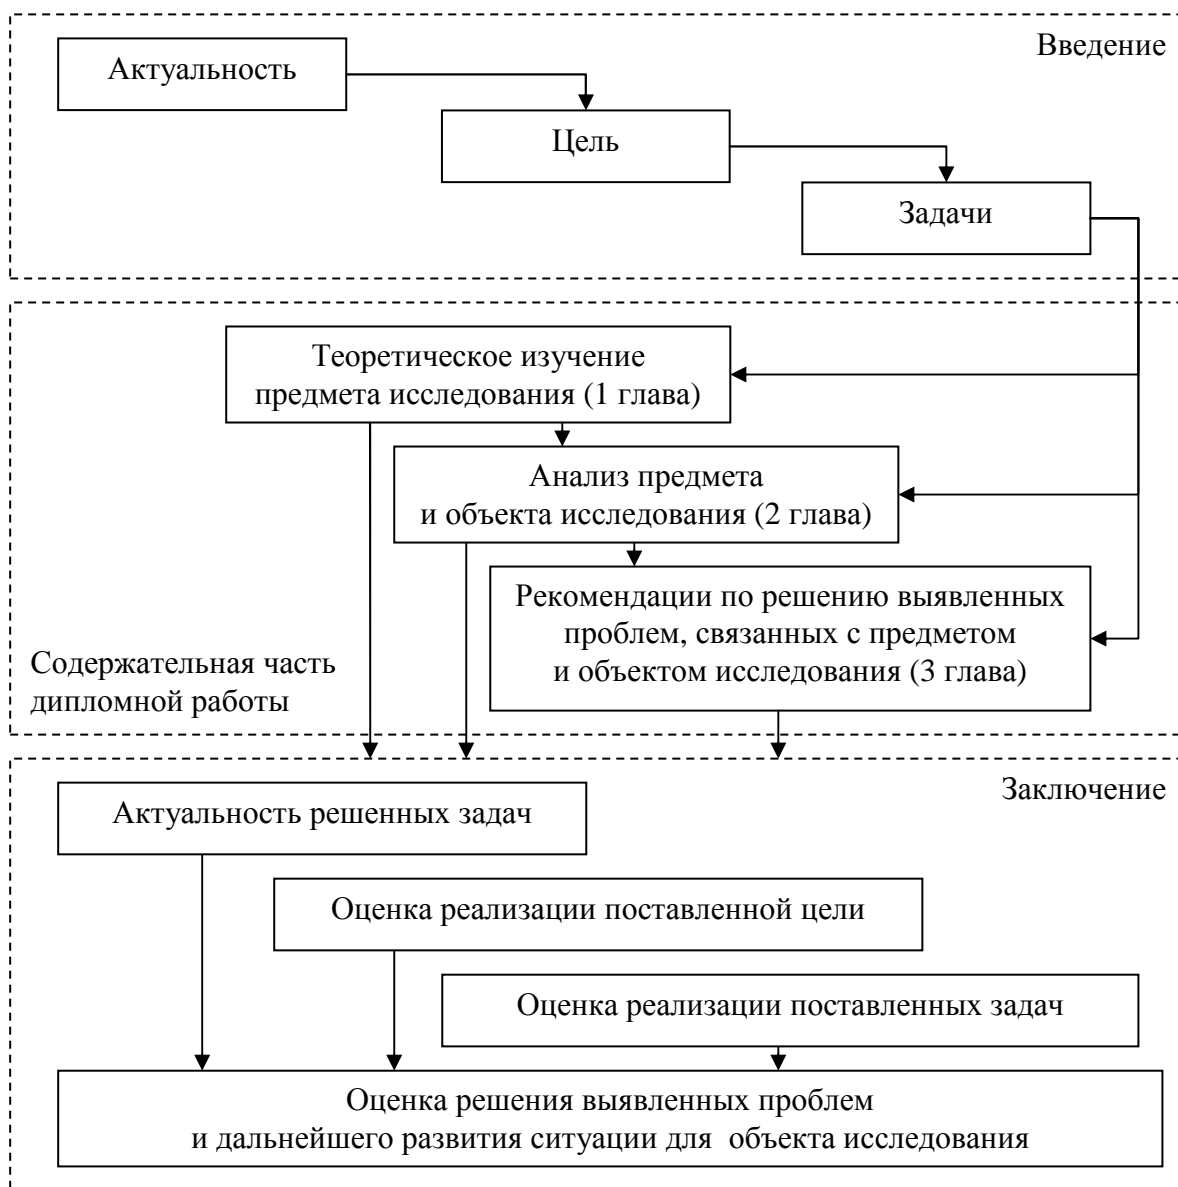 Введение
Актуальность
Цель
Задачи
Теоретическое изучение
предмета исследования (1 глава)
Анализ предмета
и объекта исследования (2 глава)
Рекомендации по решению выявленных
проблем, связанных с предметом
и объектом исследования (3 глава)
Содержательная часть
дипломной работы
Заключение
Актуальность решенных задач
Оценка реализации поставленной цели
Оценка реализации поставленных задач
Оценка решения выявленных проблем
и дальнейшего развития ситуации для объекта исследования